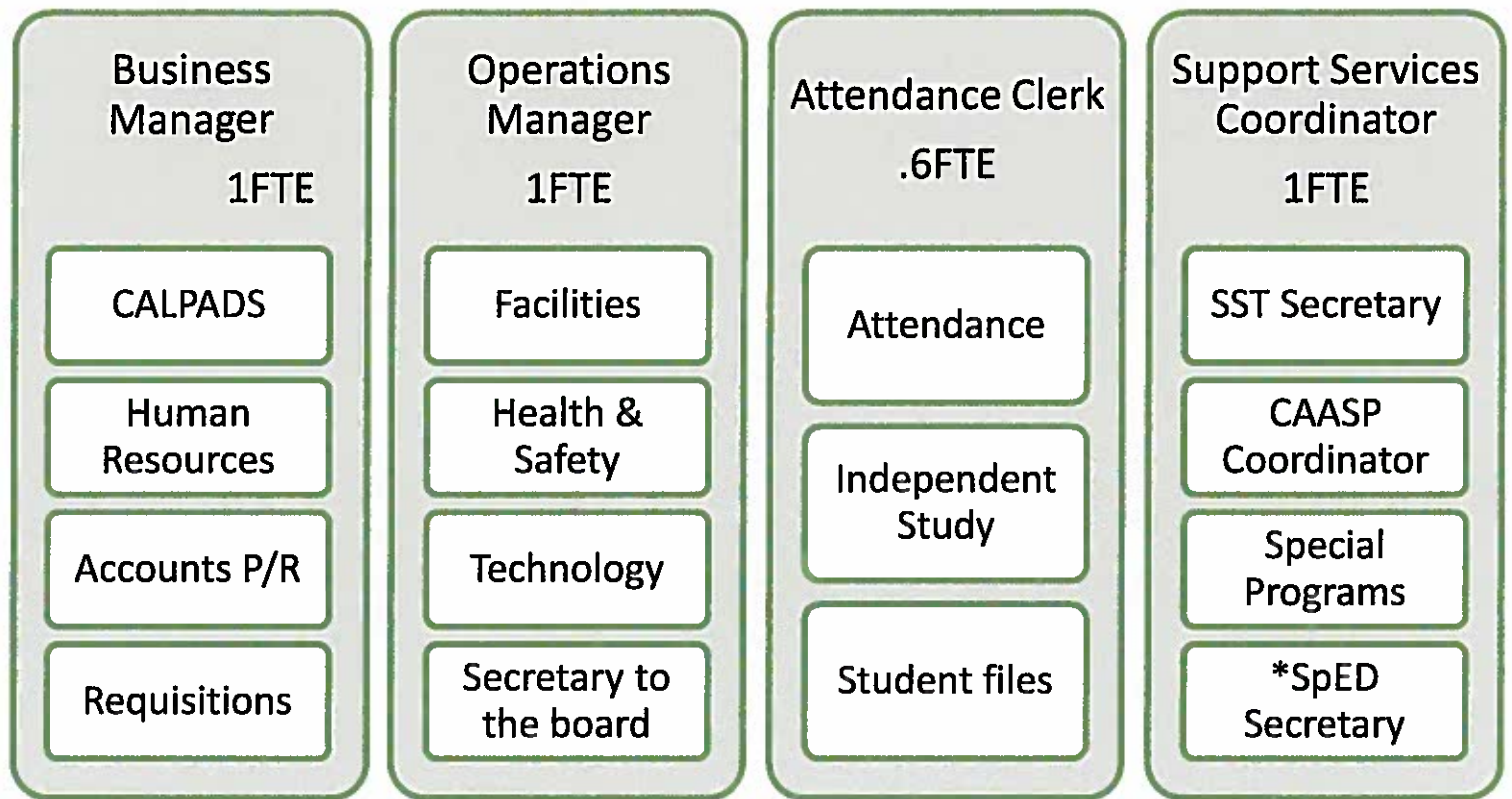 Business
Manager
1FTE
CALPADS
Human
Resources
Accounts P/R
Requisitions
Operations
Manager
1FTE
Facilities
Health &
Safety
Technology
Secretary to
the board
Attendance Clerk
.6FTE
Attendance
Independent
Study
Student files
Support Services
Coordinator
1FTE
SST Secretary
CAASP
Coordinator
Special
Programs
*SpED
Secretary